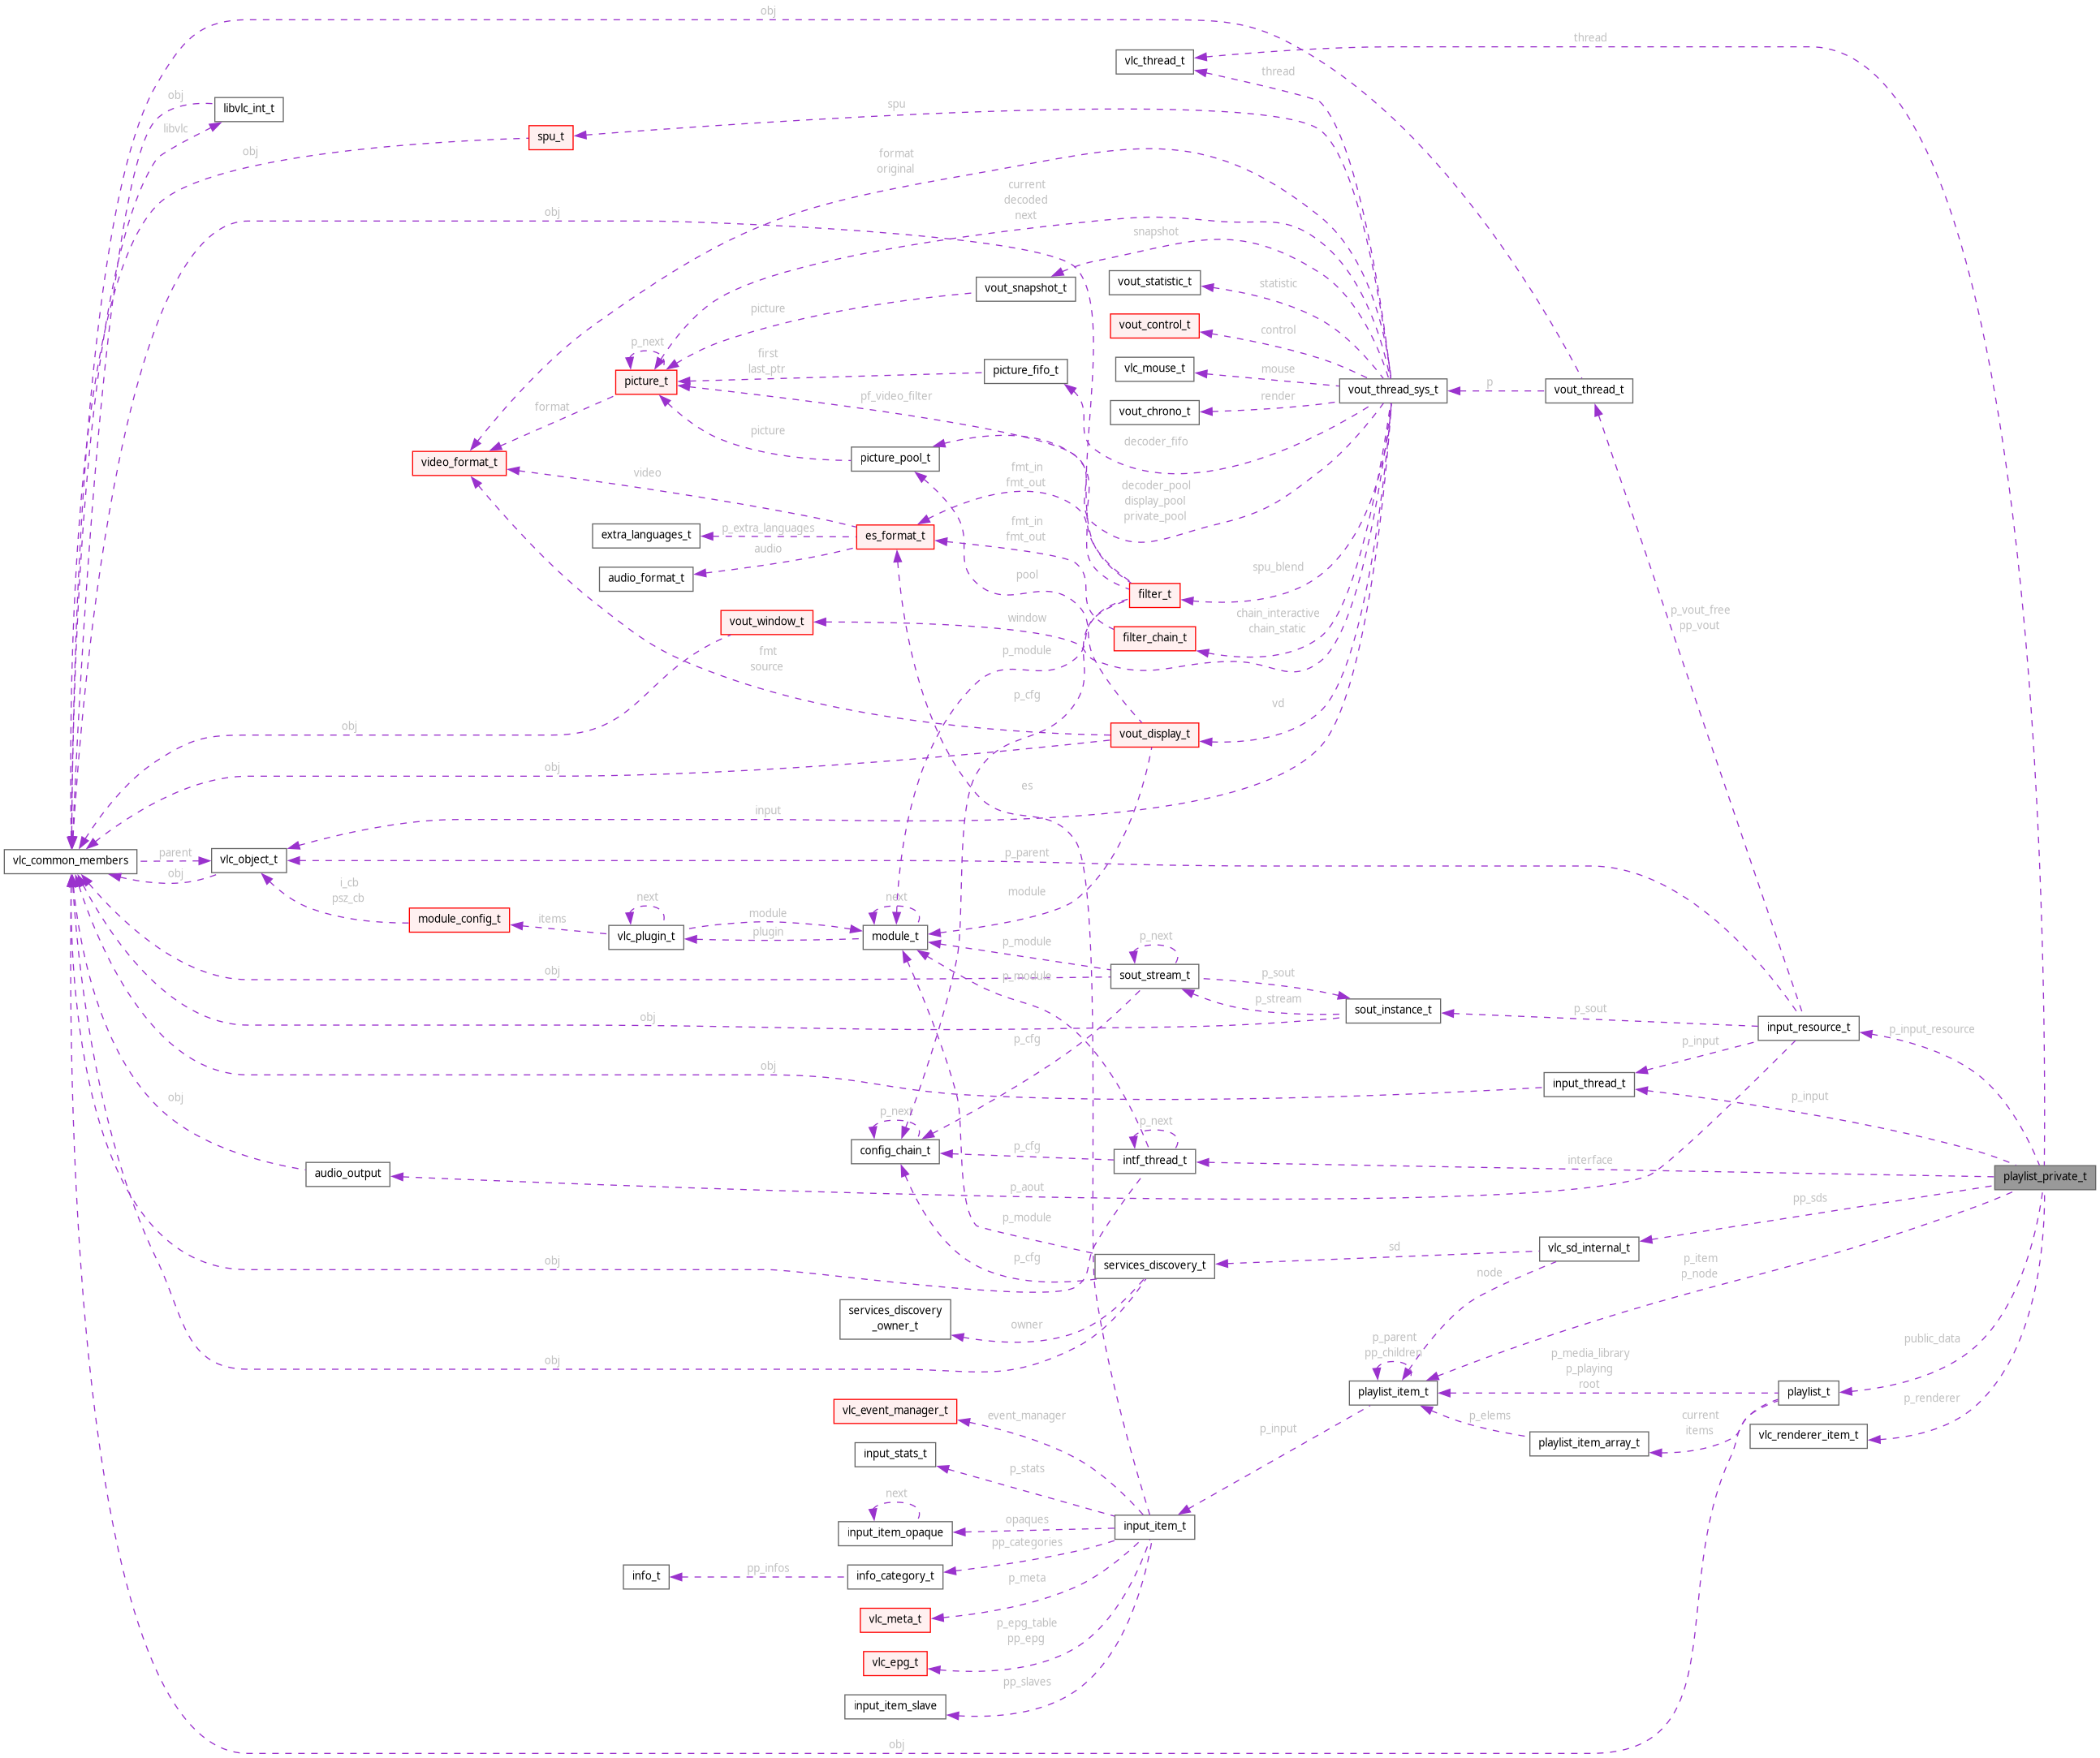 obj
thread
vlc_thread_t
thread
obj
libvlc_int_t
spu
libvlc
spu_t
obj
format
original
current
decoded
next
obj
snapshot
vout_snapshot_t
vout_statistic_t
statistic
picture
vout_control_t
control
p_next
first
last_ptr
picture_fifo_t
vlc_mouse_t
mouse
picture_t
pf_video_filter
render
vout_thread_sys_t
p
vout_thread_t
format
vout_chrono_t
picture
decoder_fifo
video_format_t
picture_pool_t
video
fmt_in
fmt_out
decoder_pool
display_pool
private_pool
extra_languages_t
p_extra_languages
es_format_t
fmt_in
fmt_out
audio
audio_format_t
pool
spu_blend
filter_t
vout_window_t
window
chain_interactive
chain_static
filter_chain_t
p_vout_free
pp_vout
fmt
source
p_module
p_cfg
obj
vd
vout_display_t
obj
es
input
vlc_common_members
parent
vlc_object_t
obj
p_parent
i_cb
psz_cb
module_config_t
items
next
vlc_plugin_t
module
plugin
next
module_t
module
p_module
p_next
obj
p_module
sout_stream_t
p_sout
p_stream
sout_instance_t
obj
p_sout
input_resource_t
p_input_resource
p_cfg
p_input
obj
input_thread_t
p_input
obj
p_next
config_chain_t
p_cfg
p_next
intf_thread_t
interface
audio_output
p_aout
playlist_private_t
p_module
pp_sds
p_cfg
obj
services_discovery_t
sd
vlc_sd_internal_t
p_item
p_node
node
services_discovery
_owner_t
owner
obj
p_parent
pp_children
p_media_library
p_playing
root
public_data
playlist_item_t
playlist_t
p_renderer
vlc_event_manager_t
event_manager
p_input
p_elems
playlist_item_array_t
current
items
vlc_renderer_item_t
input_stats_t
p_stats
next
input_item_opaque
opaques
input_item_t
pp_categories
info_t
pp_infos
info_category_t
p_meta
vlc_meta_t
p_epg_table
pp_epg
vlc_epg_t
pp_slaves
input_item_slave
obj